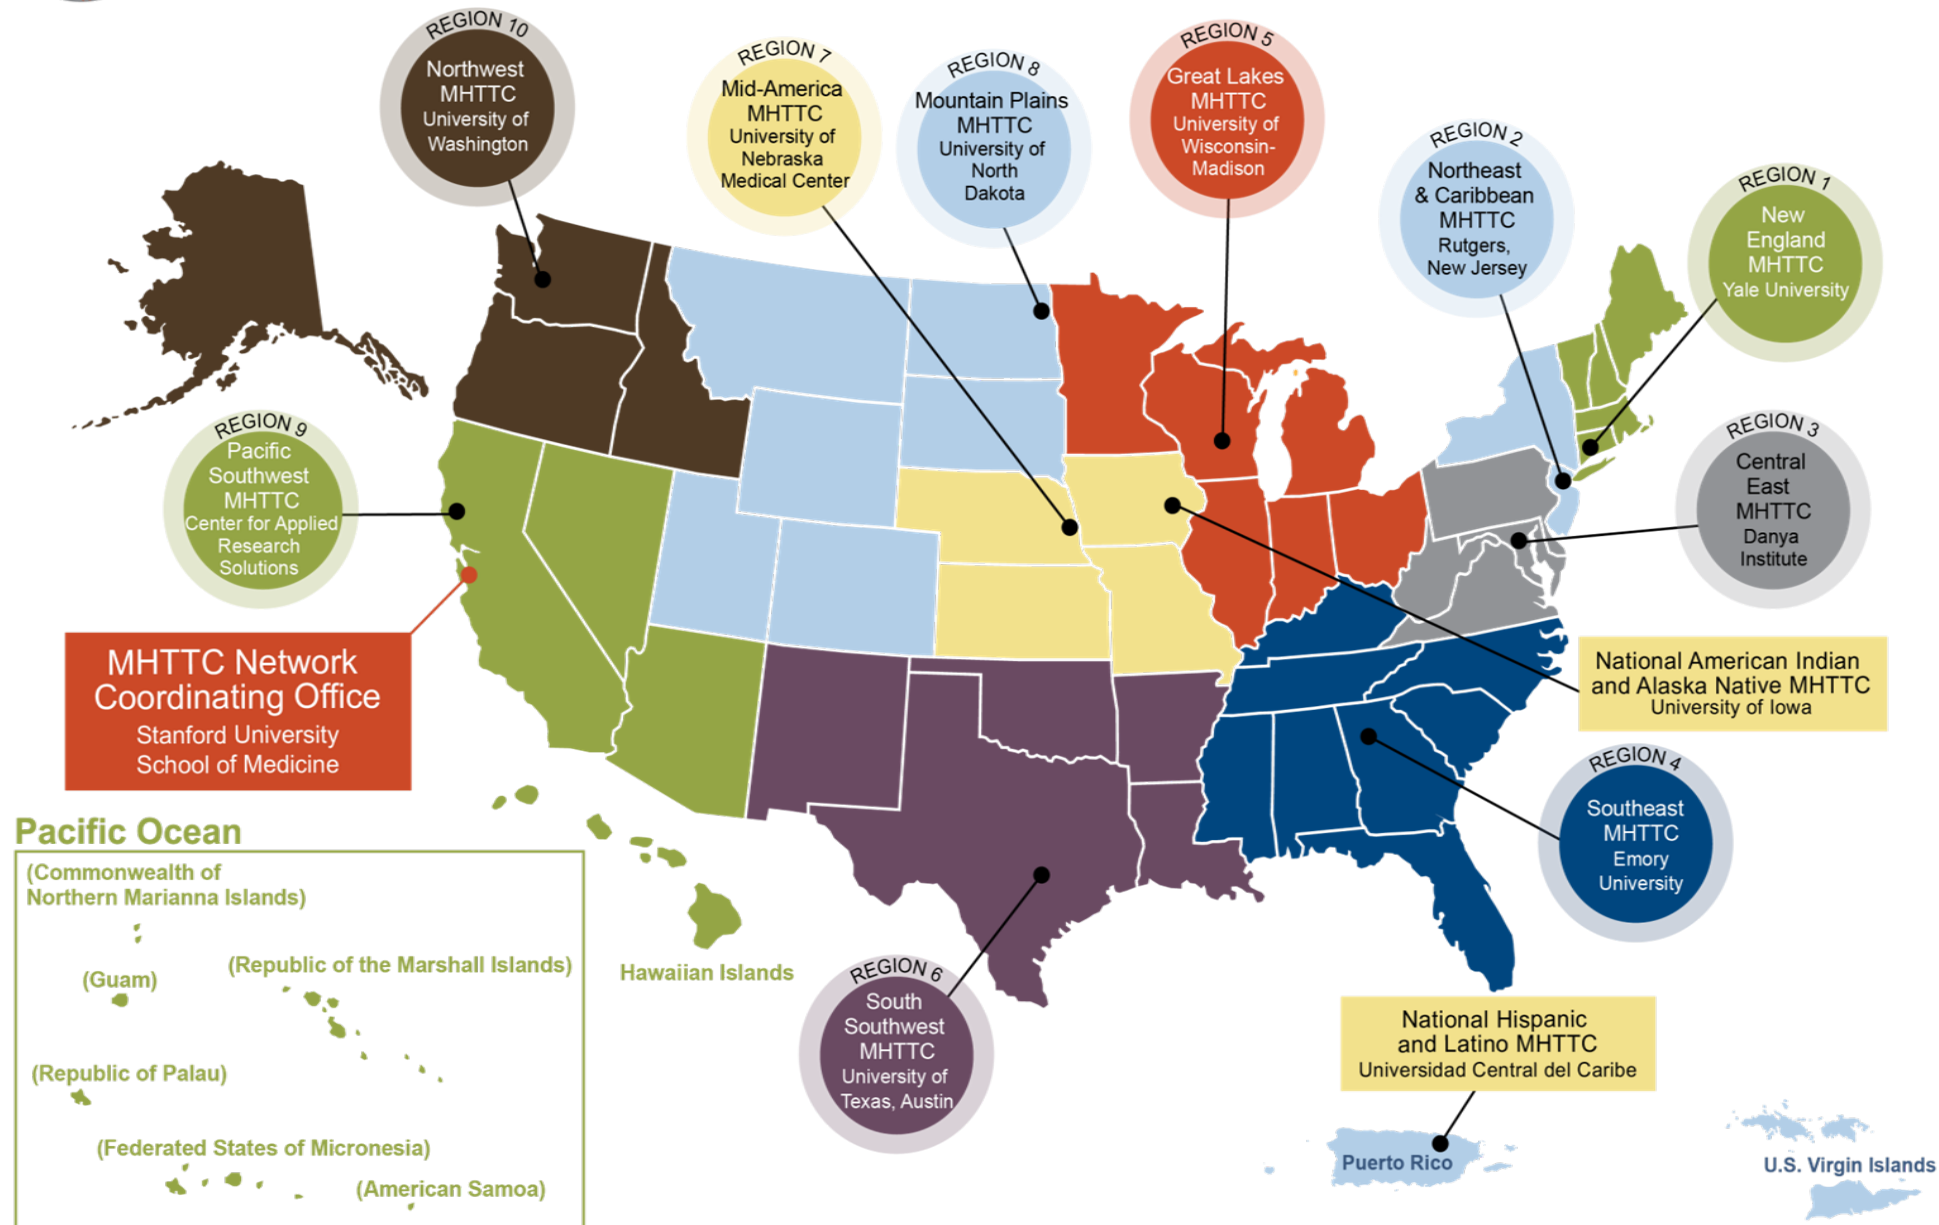 REGION 10
Northwest
MHTTC
University of
Washington
REGION 7
Mid-America
MHTTC
University of
Nebraska
Medical Center
REGION 8
Mountain Plains
MHTTC
University of
North
Dakota
REGION 5
Great Lakes
MHTTC
University of
Wisconsin-
Madison
REGION 2
Northeast
& Caribbean
MHTTC
Rutgers,
New Jersey
REGION 1
New
England
MHTTC
Yale University
REGION 9
Pacific
Southwest
MHTTC
Center for Applied
Research
Solutions
REGION 3
Central
East
MHTTC
Danya
Institute
MHTTC Network
Coordinating Office
Stanford University
School of Medicine
National American Indian
and Alaska Native MHTTC
University of Iowa
REGION 4
Southeast
MHTTC
Emory
University
Pacific Ocean
(Commonwealth of
Northern Marianna Islands)
(Guam)
(Republic of the Marshall Islands)
(Republic of Palau)
(Federated States of Micronesia)
(American Samoa)
Hawaiian Islands
REGION 6
South
Southwest
MHTTC
University of
Texas, Austin
National Hispanic
and Latino MHTTC
Universidad Central del Caribe
Puerto Rico
U.S. Virgin Islands